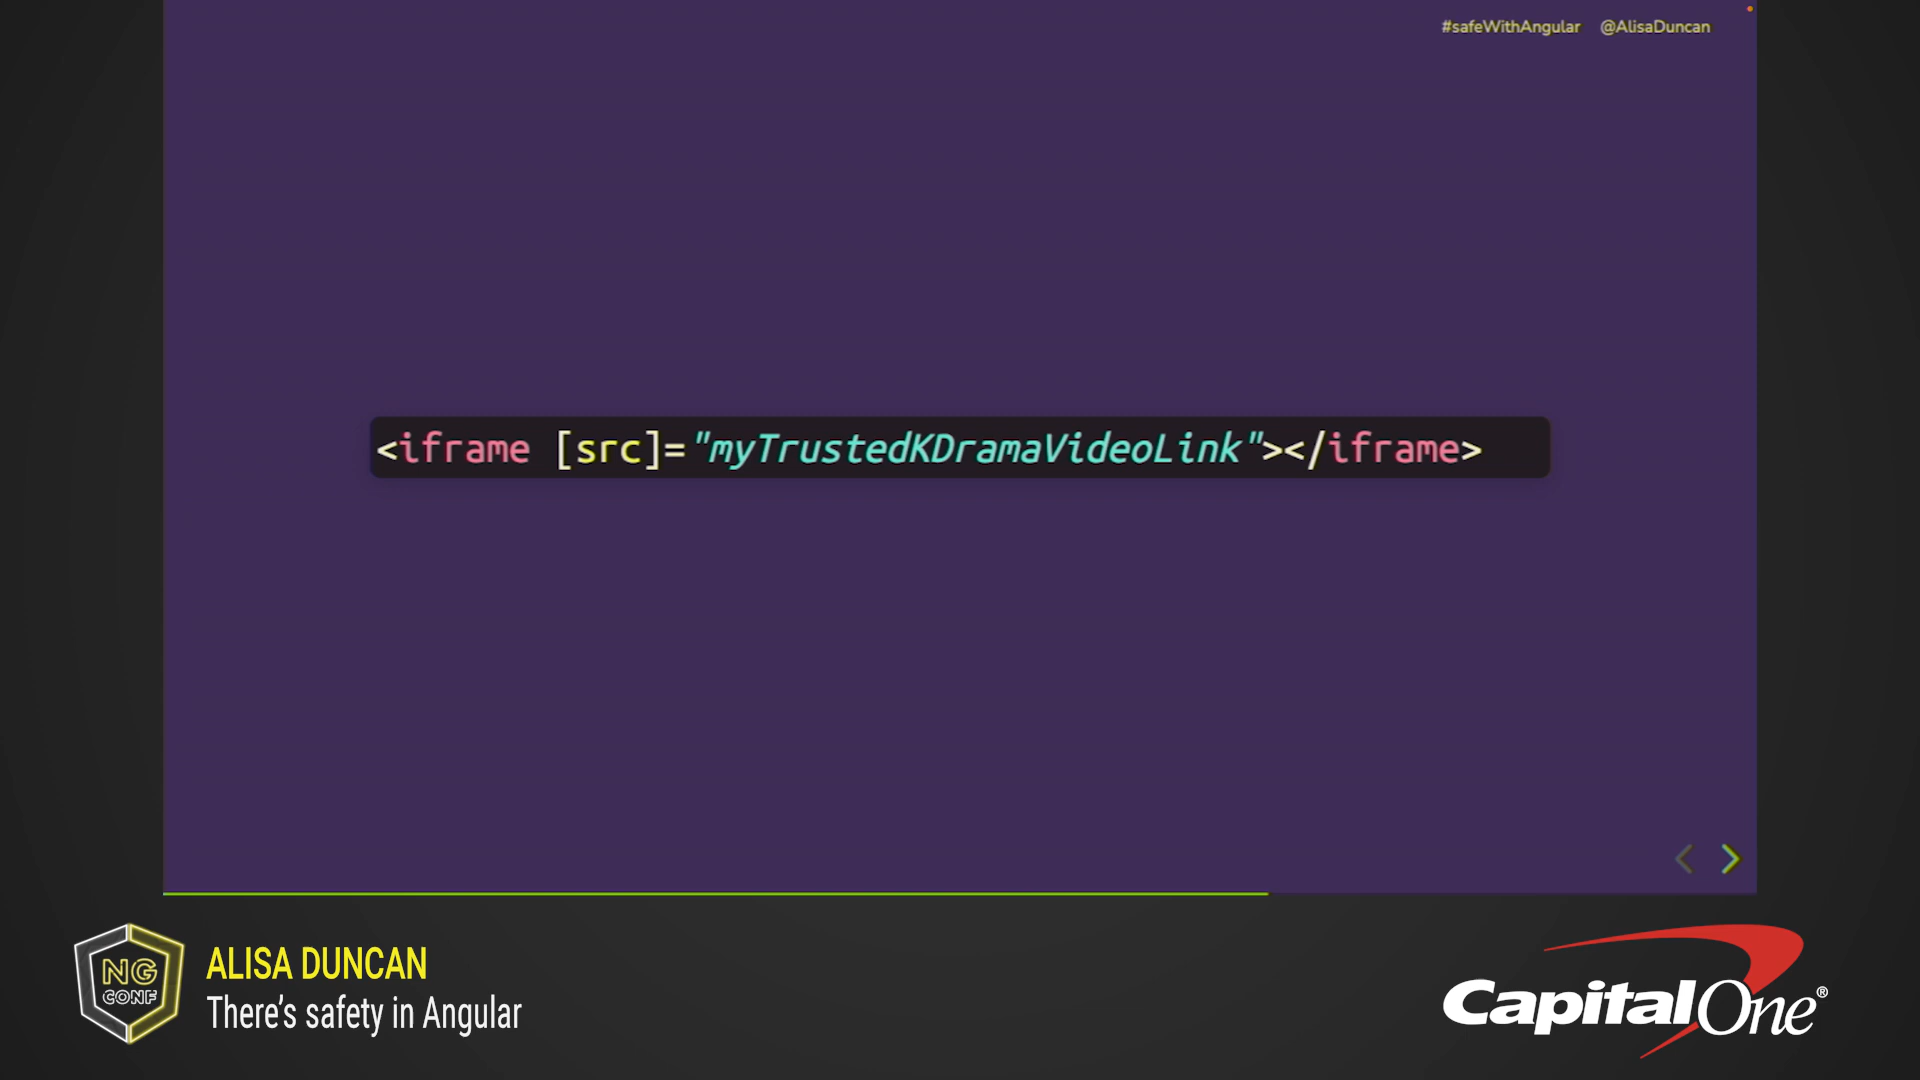 #safeWithAngular @AlisaDuncan
<iframe [src]="myTrustedKDramaVideoLink"></iframe>
NG
CONF
ALISA DUNCAN
There’s safety in Angular
CapitalOne®